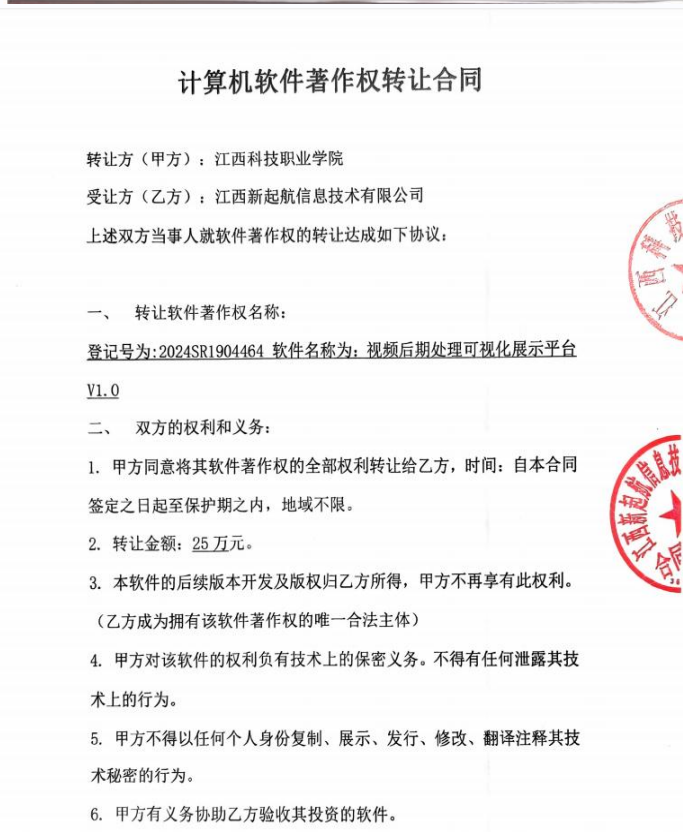 计算机软件著作权转让合同
转让方（甲方）：江西科技职业学院
受让方（乙方）：江西新起航信息技术有限公司
上述双方当事人就软件著作权的转让达成如下协议：
一、 转让软件著作权名称：
登记号为:2024SR1904464 软件名称为：视频后期处理可视化展示平台
V1.0
二、 双方的权利和义务：
1. 甲方同意将其软件著作权的全部权利转让给乙方，时间：自本合同
签定之日起至保护期之内，地域不限。
2. 转让金额：25 万元。
3. 本软件的后续版本开发及版权归乙方所得，甲方不再享有此权利。
（乙方成为拥有该软件著作权的唯一合法主体）
4. 甲方对该软件的权利负有技术上的保密义务。不得有任何泄露其技
术上的行为。
5. 甲方不得以任何个人身份复制、展示、发行、修改、翻译注释其技
术秘密的行为。
6. 甲方有义务协助乙方验收其投资的软件。
江西科技
江西新起航信息技
合同